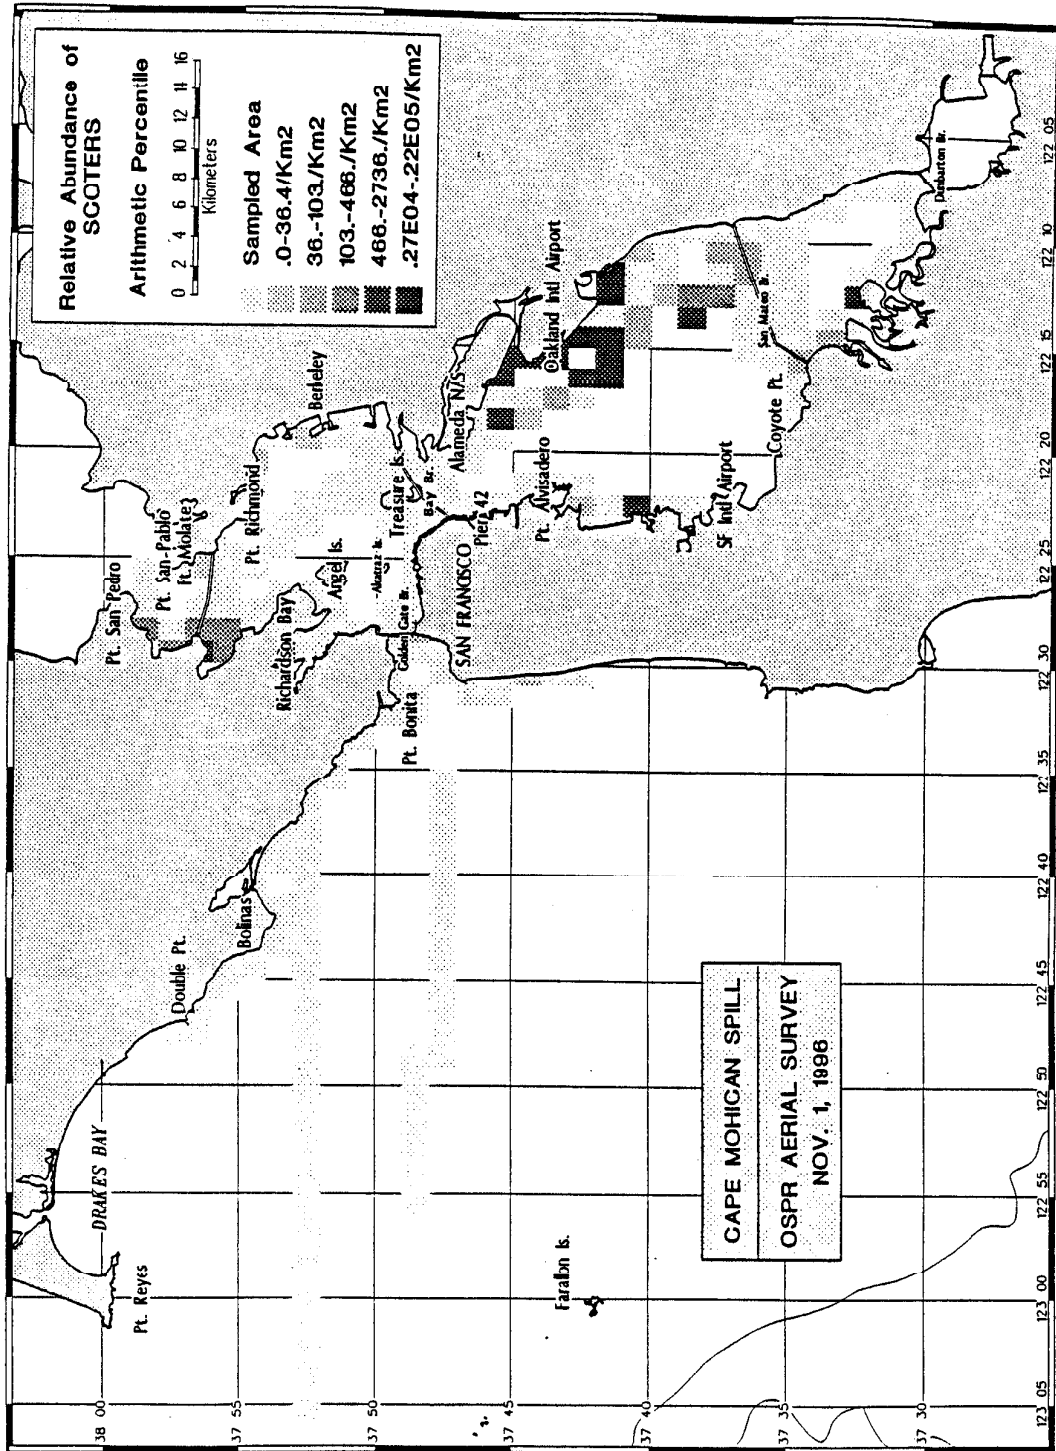 Relative Abundance of
SCOTERS
Arithmetic Percentile
0 2 4 6 8 10 12 14 16
Kilometers
Sampled Area
.0-36.4/Km2
36.-103./Km2
103.-466./Km2
466.-2736./Km2
.27E04-.22E05/Km2
CAPE MOHICAN SPILL
OSPR AERIAL SURVEY
NOV. 1, 1996
Pt. Reyes
DRAKES BAY
Double Pt.
Bolinas
Pt. San Pedro
Pt. San-Pablo
Pt. Molate
Pt. Richmond
Berkeley
Richardson Bay
Angel Is.
Alcatraz Is.
Treasure Is.
Golden Gate Br.
Bay Br.
Pt. Bonita
SAN FRANCISCO
Pier 42
Alameda N/S
Pt. Alvisadero
Oakland Intl Airport
SF Intl Airport
Coyote Pt.
San Mateo Br.
Dunbarton Br.
Farallon Is.
38 00
37 55
37 50
37 45
37 40
37 35
37 30
123 05
123 00
122 55
122 50
122 45
122 40
122 35
122 30
122 25
122 20
122 15
122 10
122 05